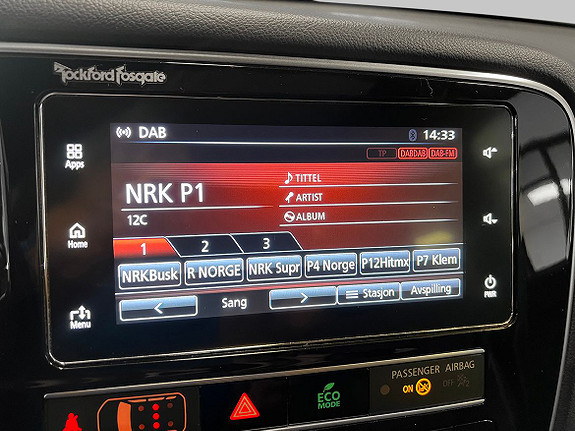 Rockford Fosgate
DAB 14:33
TP DABDAB DAB-FM
Apps
TITTEL
NRK P1
ARTIST
12C
ALBUM
Home
1 2 3
NRKBusk R NORGE NRK Supr P4 Norge P12Hitmx P7 Klem
< Sang > Stasjon Avspilling
Menu
PWR
PASSENGER AIRBAG
ECO MODE
ON OFF